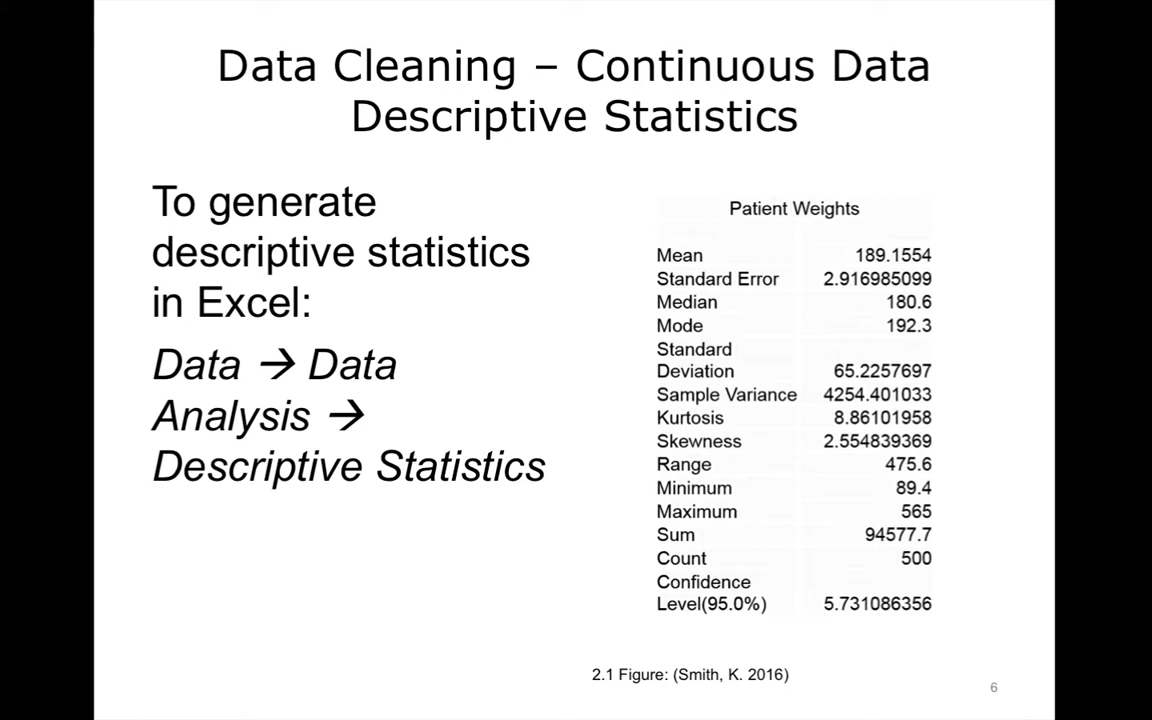 Data Cleaning – Continuous Data
Descriptive Statistics
To generate
descriptive statistics
in Excel:
Data → Data
Analysis →
Descriptive Statistics
Patient Weights
Mean 189.1554
Standard Error 2.916985099
Median 180.6
Mode 192.3
Standard
Deviation 65.2257697
Sample Variance 4254.401033
Kurtosis 8.86101958
Skewness 2.554839369
Range 475.6
Minimum 89.4
Maximum 565
Sum 94577.7
Count 500
Confidence
Level(95.0%) 5.731086356
2.1 Figure: (Smith, K. 2016)
6